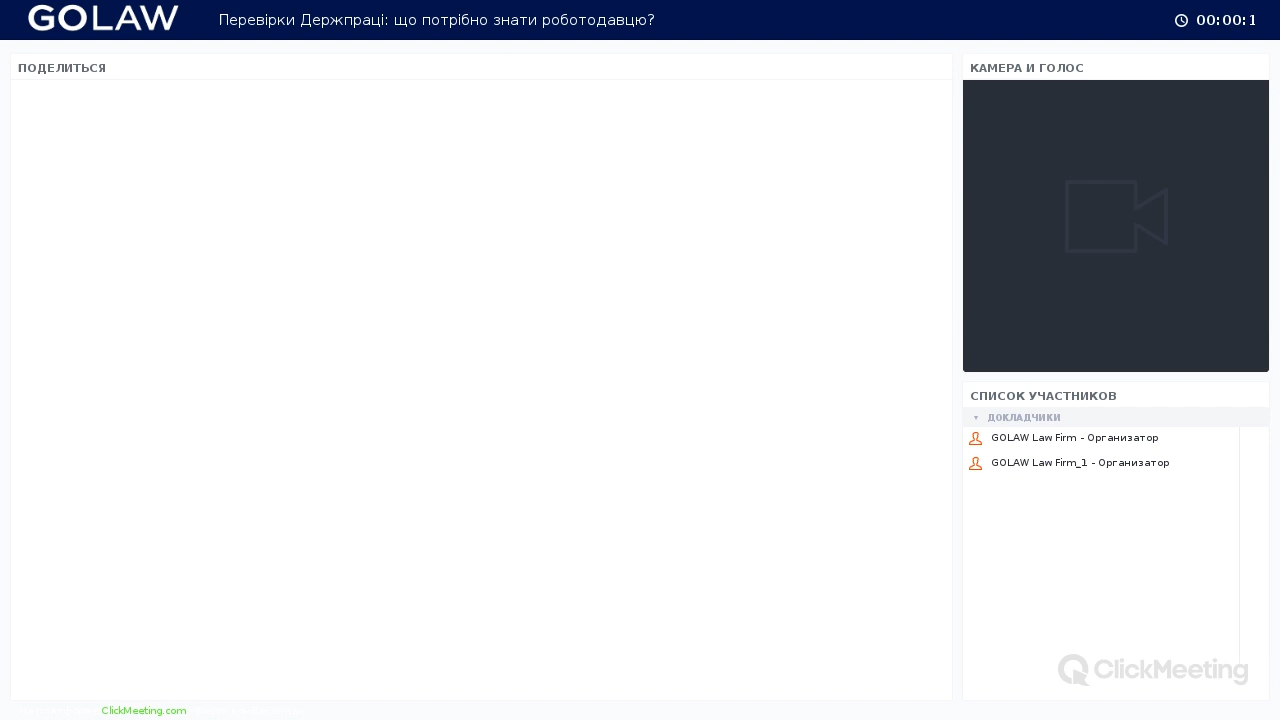 GOLAW
Перевірки Держпраці: що потрібно знати роботодавцю?
00:00:1
ПОДЕЛИТЬСЯ
КАМЕРА И ГОЛОС
СПИСОК УЧАСТНИКОВ
ДОКЛАДЧИКИ
GOLAW Law Firm - Организатор
GOLAW Law Firm_1 - Организатор
ClickMeeting
ClickMeeting.com